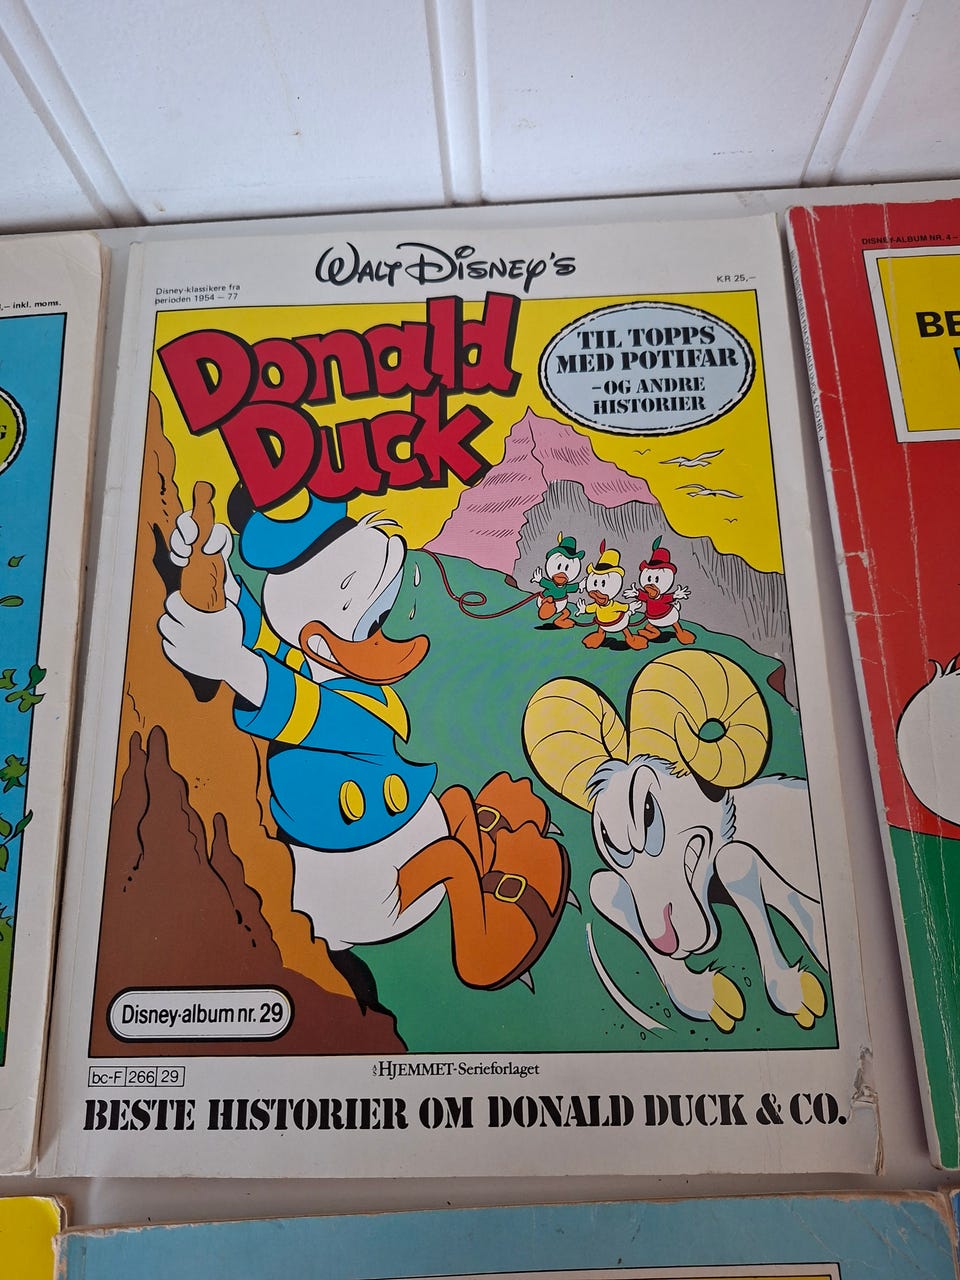 WALT DISNEY'S
Disney-klassikere fra
perioden 1954 – 77
KR 25,–
Donald
Duck
TIL TOPPS
MED POTIFAR
–OG ANDRE
HISTORIER
Disney-album nr. 29
A/S HJEMMET-Serieforlaget
bc-F 266 29
BESTE HISTORIER OM DONALD DUCK & CO.
,– inkl. moms.
G
DISNEY-ALBUM NR. 4 –
BE